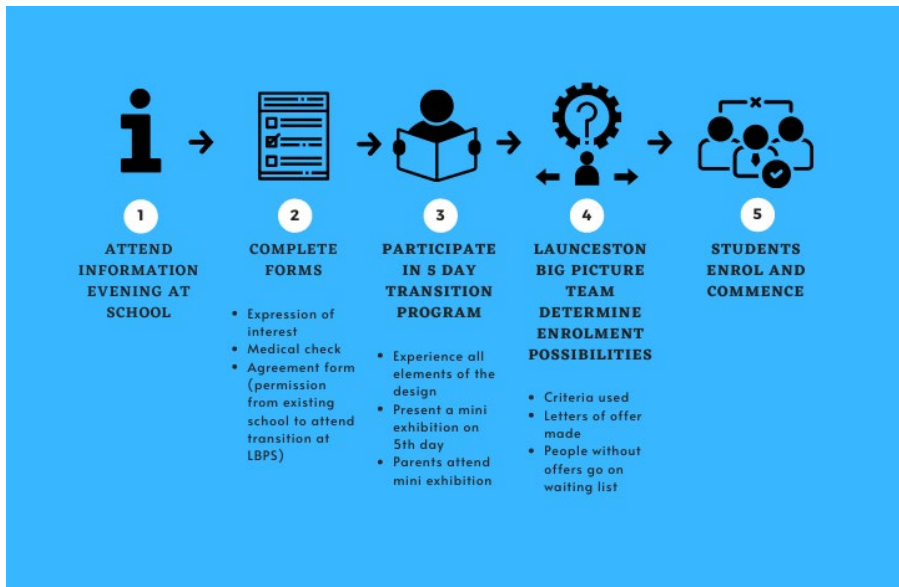 1
ATTEND
INFORMATION
EVENING AT
SCHOOL
2
COMPLETE
FORMS
• Expression of
interest
• Medical check
• Agreement form
(permission
from existing
school to attend
transition at
LBPS)
3
PARTICIPATE
IN 5 DAY
TRANSITION
PROGRAM
• Experience all
elements of the
design
• Present a mini
exhibition on
5th day
• Parents attend
mini exhibition
4
LAUNCESTON
BIG PICTURE
TEAM
DETERMINE
ENROLMENT
POSSIBILITIES
• Criteria used
• Letters of offer
made
• People without
offers go on
waiting list
5
STUDENTS
ENROL AND
COMMENCE